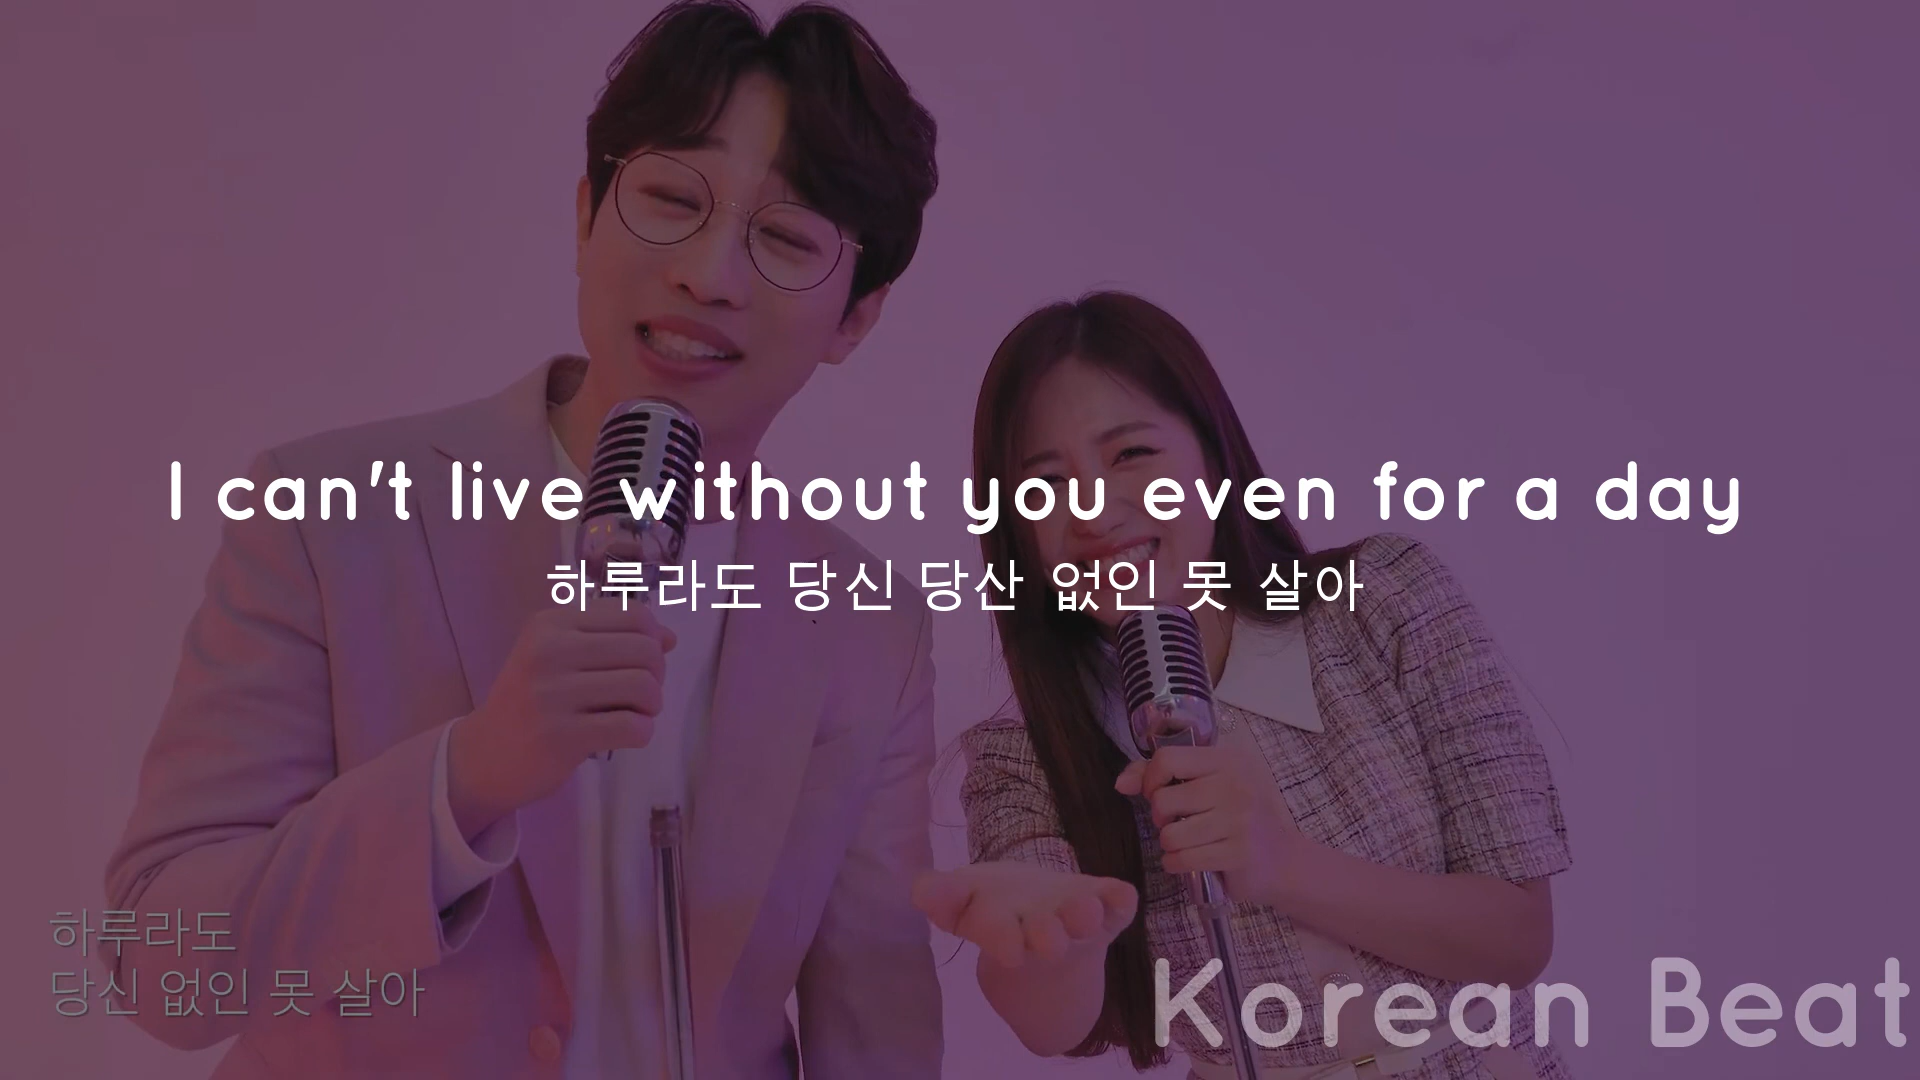 I can't live without you even for a day
하루라도 당신 당산 없인 못 살아
하루라도
당신 없인 못 살아
Korean Beat